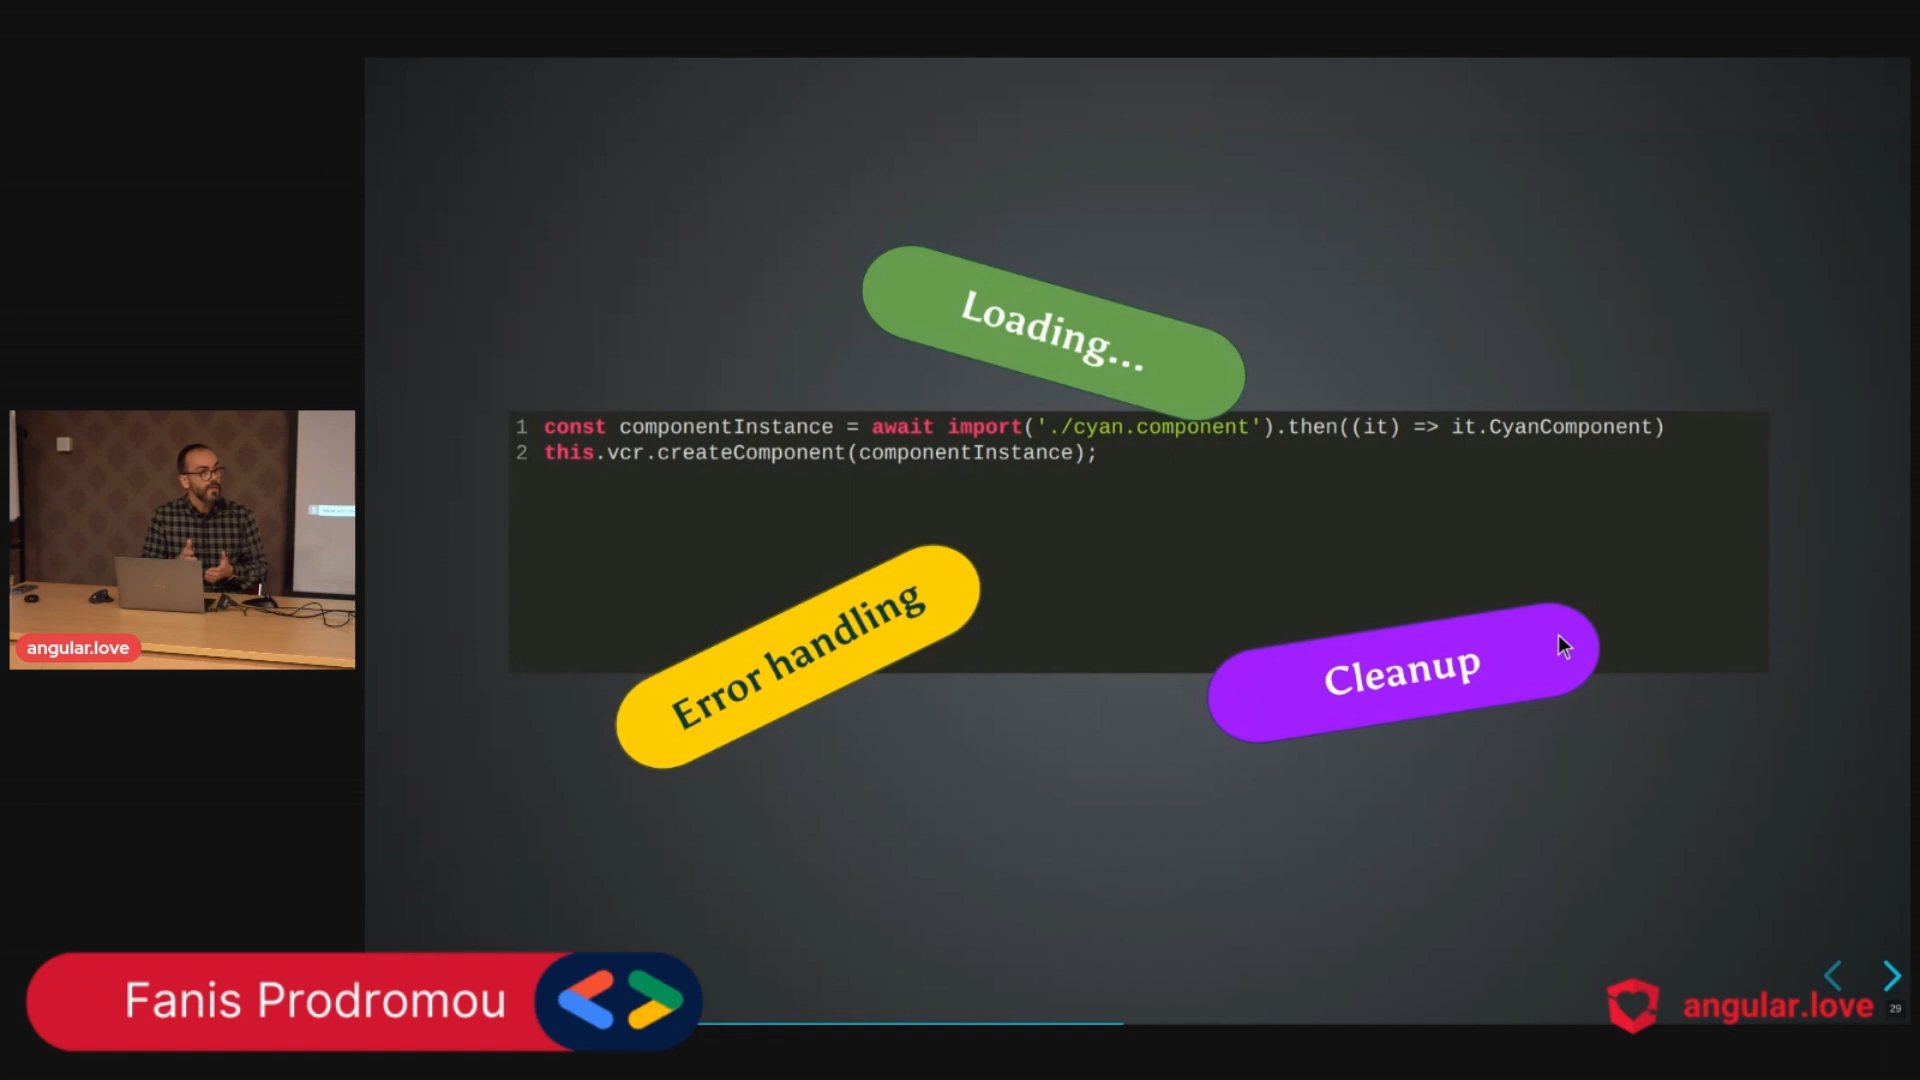 Loading...
1 const componentInstance = await import('./cyan.component').then((it) => it.CyanComponent)
2 this.vcr.createComponent(componentInstance);
Error handling
Cleanup
angular.love
Fanis Prodromou
angular.love
29